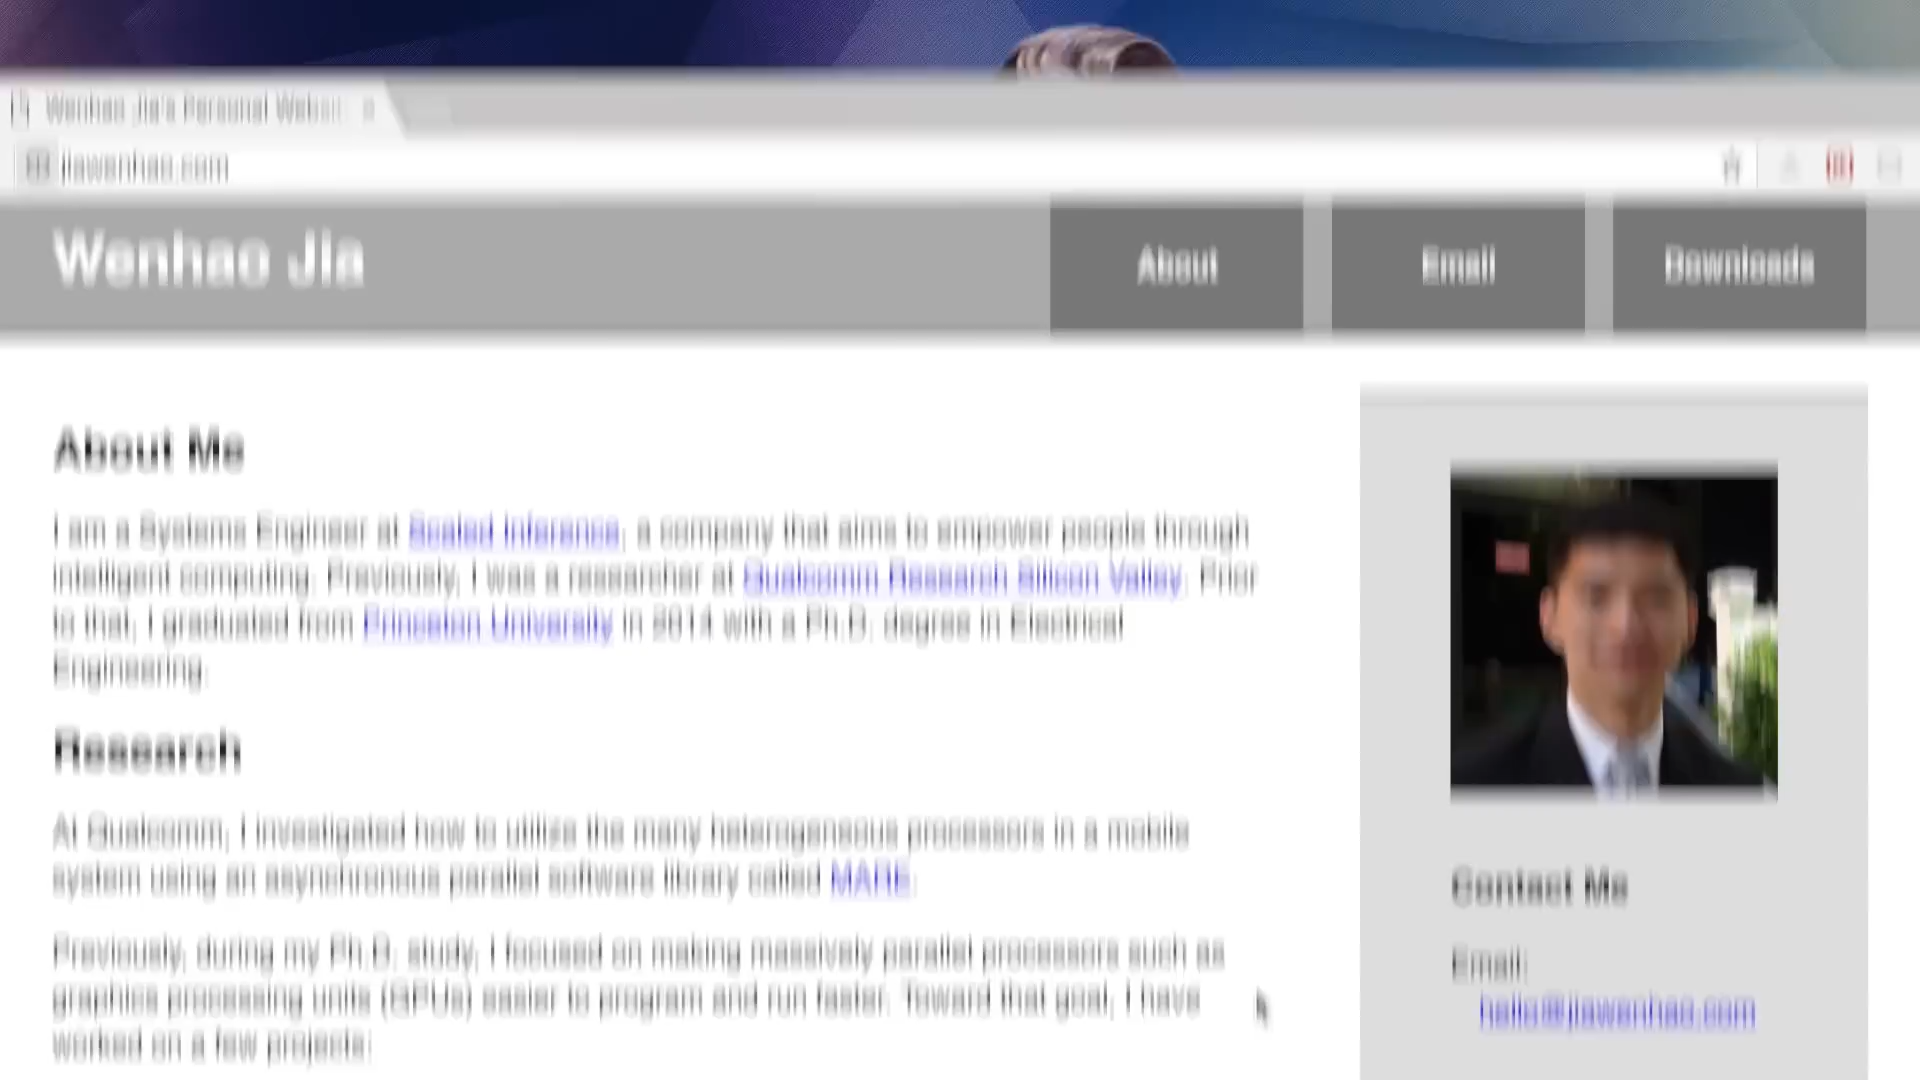 Wenhao Jia's Personal Websit
jiawenhao.com
Wenhao Jia
About
Email
Downloads
About Me
I am a Systems Engineer at Scaled Inference, a company that aims to empower people through
intelligent computing. Previously, I was a researcher at Qualcomm Research Silicon Valley. Prior
to that, I graduated from Princeton University in 2014 with a Ph.D. degree in Electrical
Engineering.
Research
At Qualcomm, I investigated how to utilize the many heterogeneous processors in a mobile
system using an asynchronous parallel software library called MARE.
Previously, during my Ph.D. study, I focused on making massively parallel processors such as
graphics processing units (GPUs) easier to program and run faster. Toward that goal, I have
worked on a few projects:
Contact Me
Email:
hello@jiawenhao.com